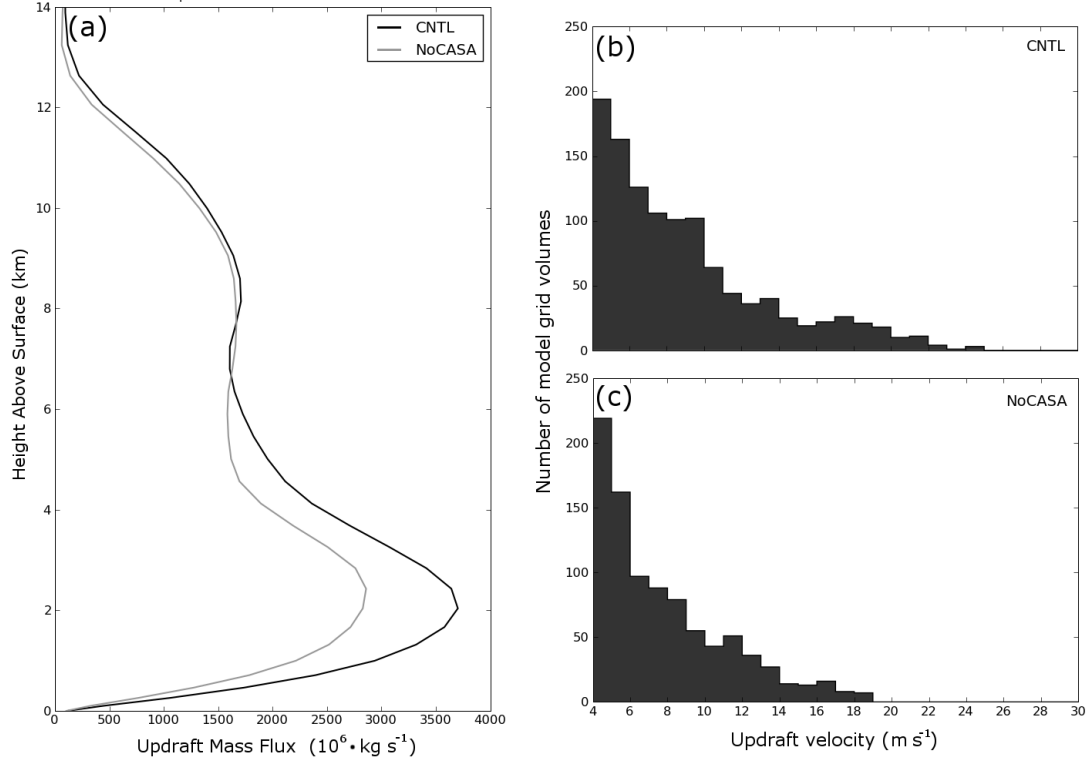 (a)
CNTL
NoCASA
14
12
10
8
6
4
2
0
Height Above Surface (km)
0 500 1000 1500 2000 2500 3000 3500 4000
Updraft Mass Flux (10⁶•kg s⁻¹)
(b)
CNTL
250
200
150
100
50
0
(c)
NoCASA
250
200
150
100
50
0
Number of model grid volumes
4 6 8 10 12 14 16 18 20 22 24 26 28 30
Updraft velocity (m s⁻¹)